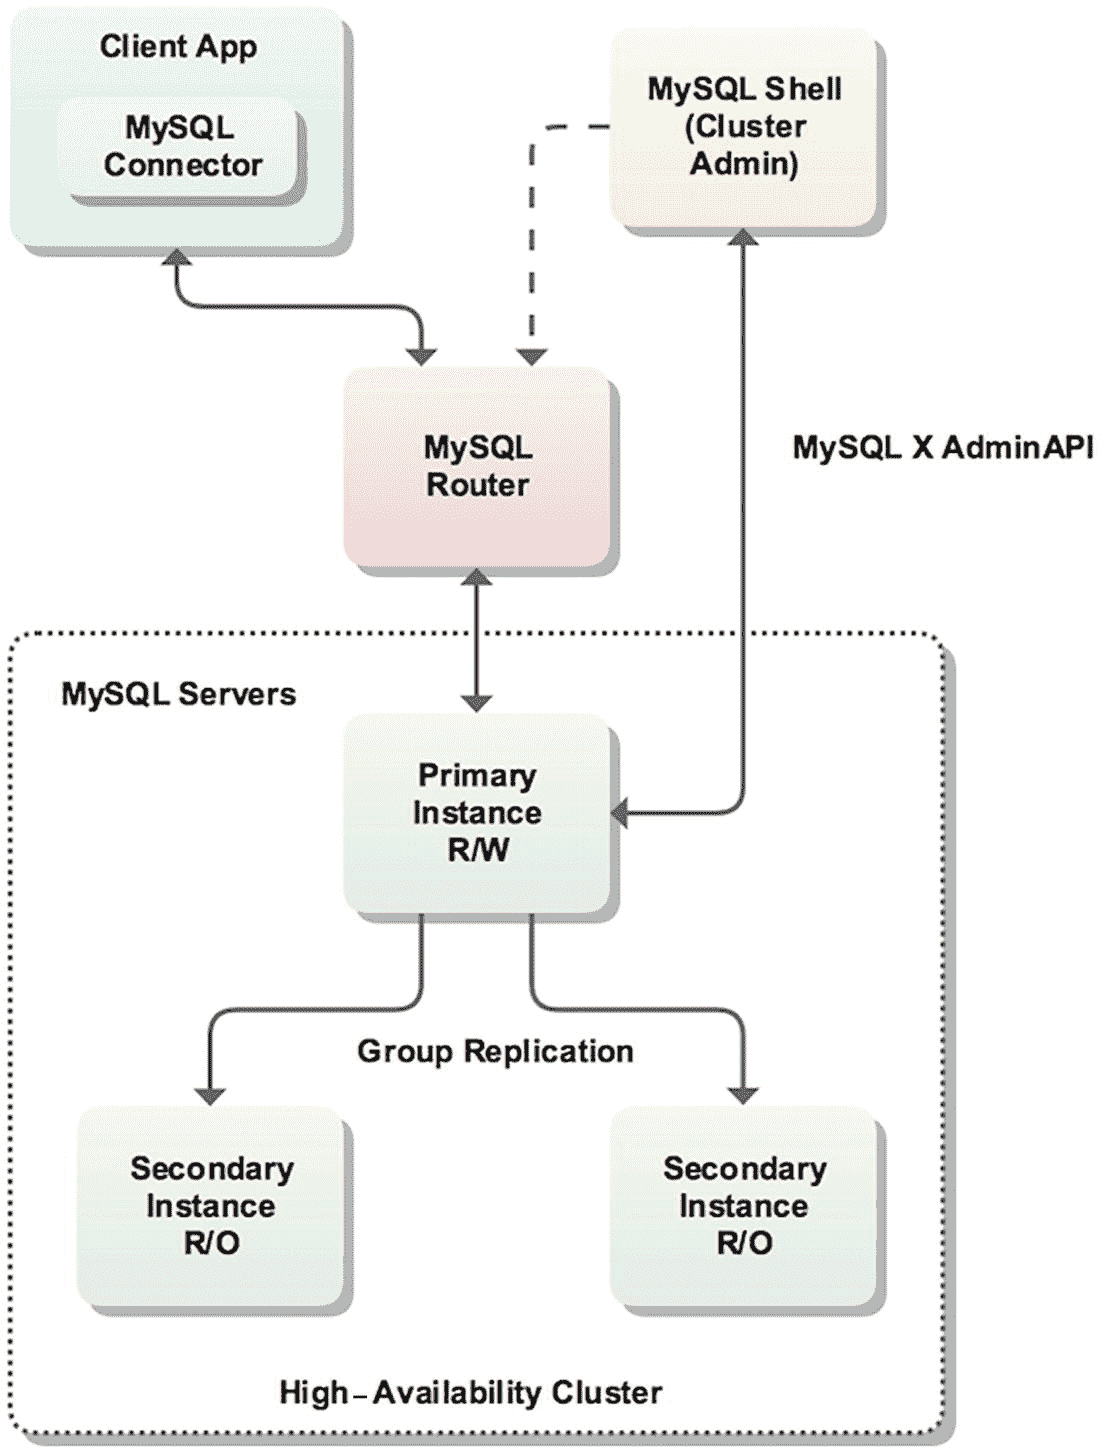 Client App
MySQL
Connector
MySQL Shell
(Cluster
Admin)
MySQL
Router
MySQL X AdminAPI
MySQL Servers
Primary
Instance
R/W
Group Replication
Secondary
Instance
R/O
Secondary
Instance
R/O
High–Availability Cluster